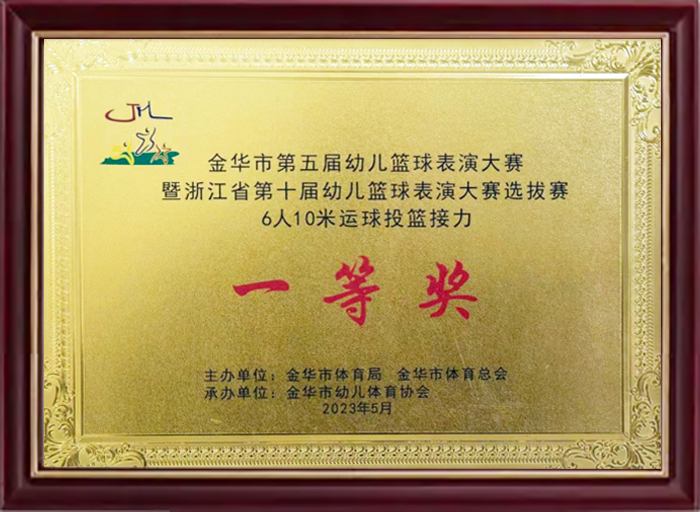 JHL
金华市第五届幼儿篮球表演大赛
暨浙江省第十届幼儿篮球表演大赛选拔赛
6人10米运球投篮接力
一等奖
主办单位：金华市体育局 金华市体育总会
承办单位：金华市幼儿体育协会
2023年5月